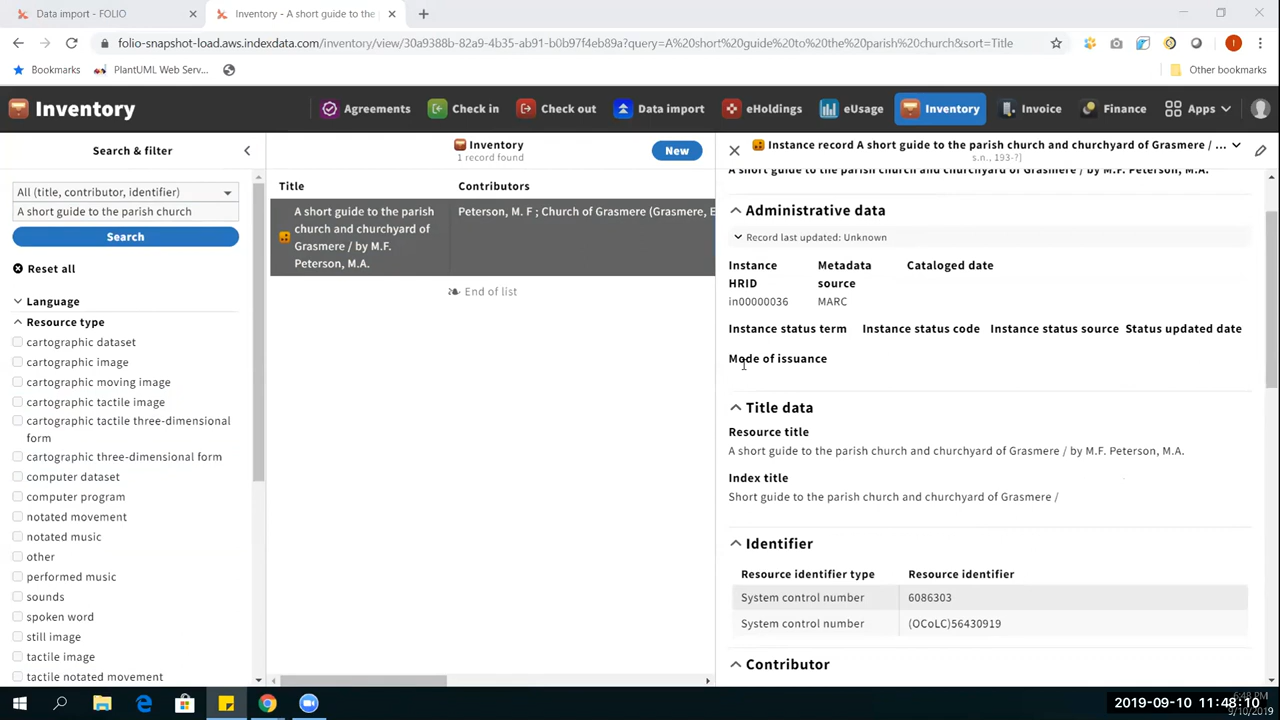 Data import - FOLIO
Inventory - A short guide to the p
folio-snapshot-load.aws.indexdata.com/inventory/view/30a9388b-82a9-4b35-ab91-b0b97f4eb89a?query=A%20short%20guide%20to%20the%20parish%20church&sort=Title
Bookmarks
PlantUML Web Serv...
Other bookmarks
Inventory
Agreements
Check in
Check out
Data import
eHoldings
eUsage
Inventory
Invoice
Finance
Apps
Search & filter
All (title, contributor, identifier)
A short guide to the parish church
Search
Reset all
Language
Resource type
cartographic dataset
cartographic image
cartographic moving image
cartographic tactile image
cartographic tactile three-dimensional
form
cartographic three-dimensional form
computer dataset
computer program
notated movement
notated music
other
performed music
sounds
spoken word
still image
tactile image
tactile notated movement
Inventory
1 record found
New
Title
Contributors
A short guide to the parish
church and churchyard of
Grasmere / by M.F.
Peterson, M.A.
Peterson, M. F ; Church of Grasmere (Grasmere, E
End of list
Instance record A short guide to the parish church and churchyard of Grasmere / ...
s.n., 193-?]
A short guide to the parish church and churchyard of Grasmere / by M.F. Peterson, M.A.
Administrative data
Record last updated: Unknown
Instance
HRID
Metadata
source
Cataloged date
in00000036
MARC
Instance status term
Instance status code
Instance status source
Status updated date
Mode of issuance
Title data
Resource title
A short guide to the parish church and churchyard of Grasmere / by M.F. Peterson, M.A.
Index title
Short guide to the parish church and churchyard of Grasmere /
Identifier
Resource identifier type
Resource identifier
System control number
6086303
System control number
(OCoLC)56430919
Contributor
2019-09-10 11:48:10
9/10/2019